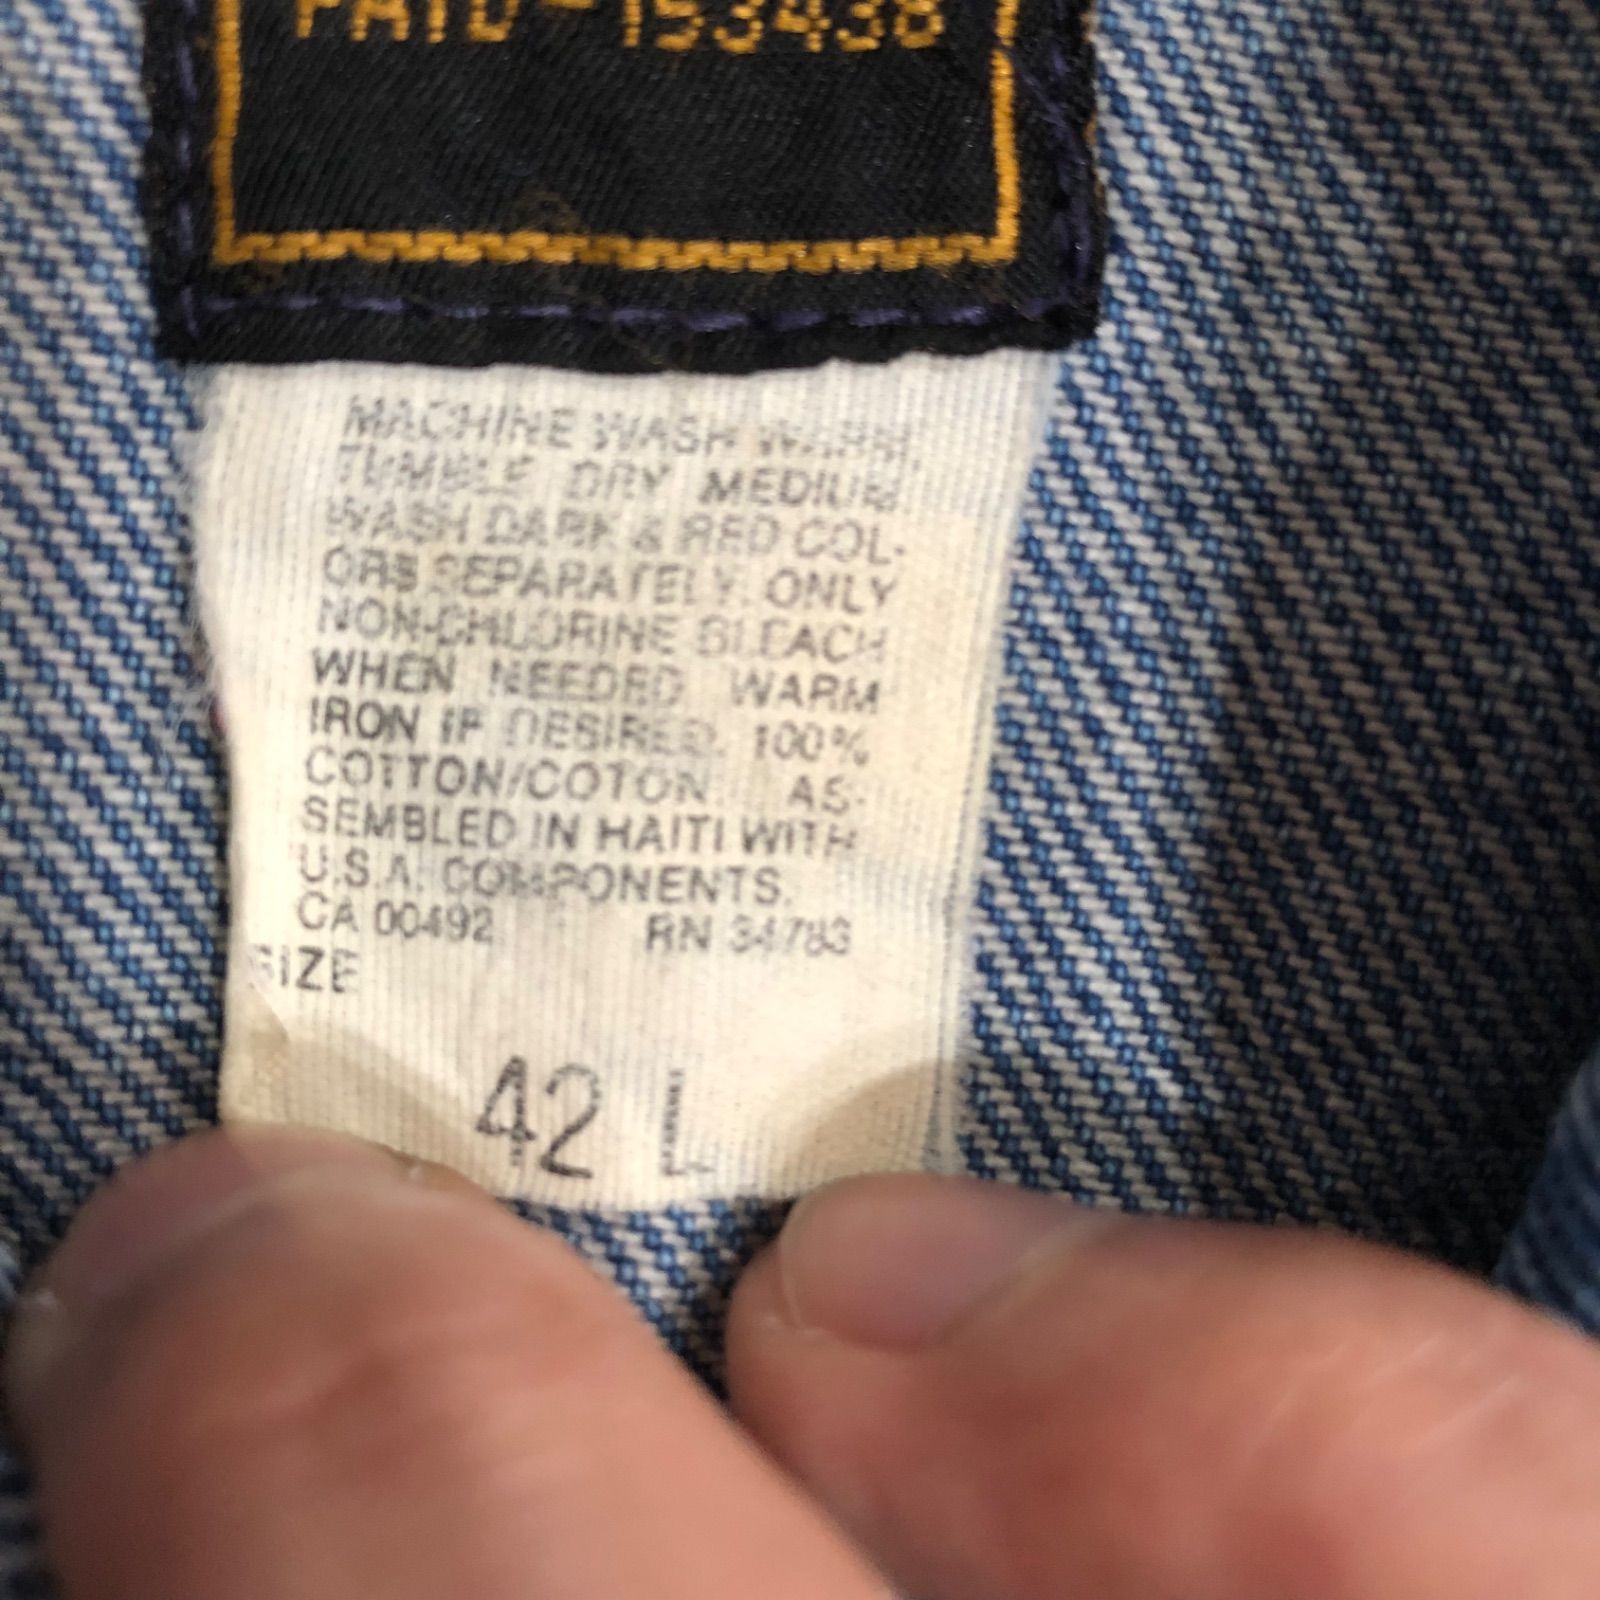 PATD-153438
MACHINE WASH WARM,
TUMBLE DRY MEDIUM
WASH DARK & RED COL-
ORS SEPARATELY. ONLY
NON-CHLORINE BLEACH
WHEN NEEDED. WARM
IRON IF DESIRED. 100%
COTTON/COTON. AS-
SEMBLED IN HAITI WITH
U.S.A. COMPONENTS.
CA 00492 RN 34783
SIZE
42 L